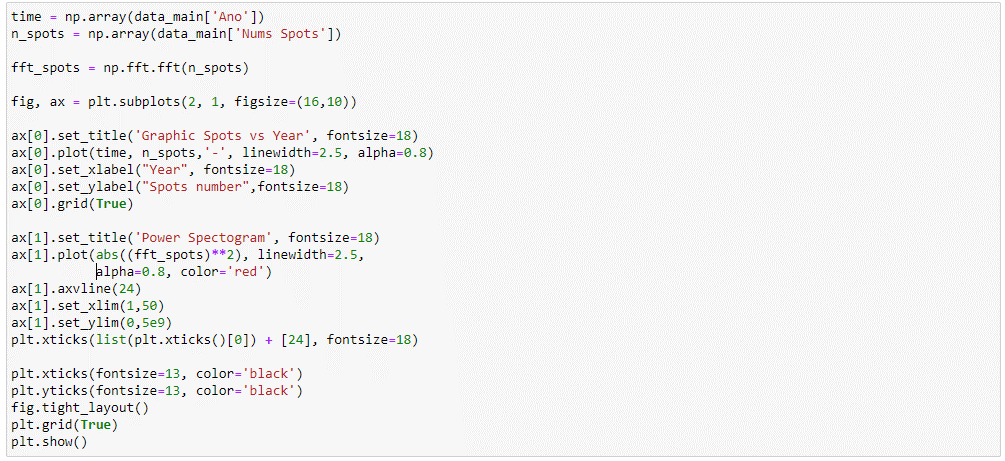 time = np.array(data_main['Ano'])
n_spots = np.array(data_main['Nums Spots'])
fft_spots = np.fft.fft(n_spots)
fig, ax = plt.subplots(2, 1, figsize=(16,10))
ax[0].set_title('Graphic Spots vs Year', fontsize=18)
ax[0].plot(time, n_spots,'-', linewidth=2.5, alpha=0.8)
ax[0].set_xlabel("Year", fontsize=18)
ax[0].set_ylabel("Spots number",fontsize=18)
ax[0].grid(True)
ax[1].set_title('Power Spectogram', fontsize=18)
ax[1].plot(abs((fft_spots)**2), linewidth=2.5,
alpha=0.8, color='red')
ax[1].axvline(24)
ax[1].set_xlim(1,50)
ax[1].set_ylim(0,5e9)
plt.xticks(list(plt.xticks()[0]) + [24], fontsize=18)
plt.xticks(fontsize=13, color='black')
plt.yticks(fontsize=13, color='black')
fig.tight_layout()
plt.grid(True)
plt.show()